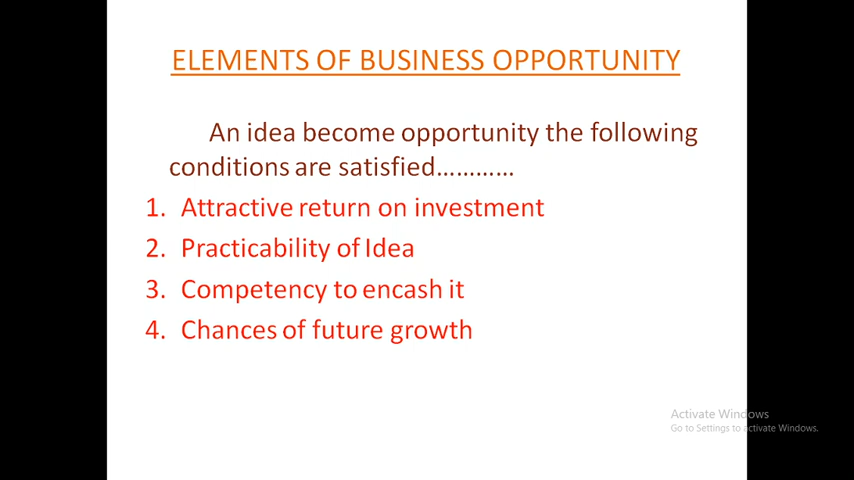 ELEMENTS OF BUSINESS OPPORTUNITY
An idea become opportunity the following
conditions are satisfied…………
1. Attractive return on investment
2. Practicability of Idea
3. Competency to encash it
4. Chances of future growth
Activate Windows
Go to Settings to activate Windows.